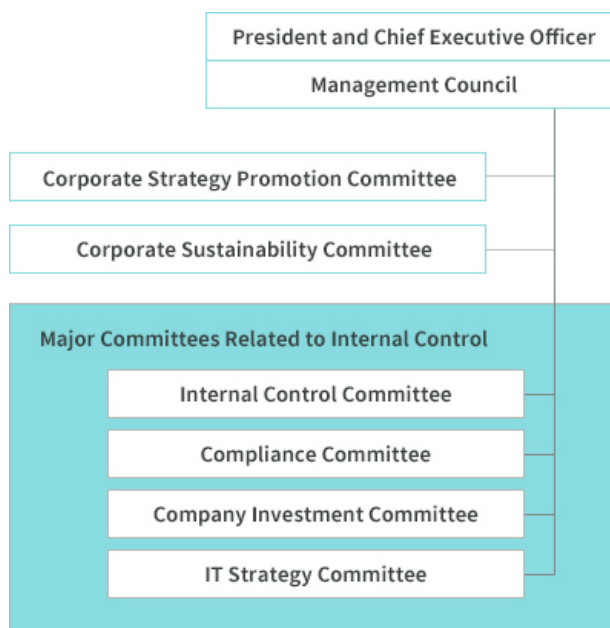 President and Chief Executive Officer
Management Council
Corporate Strategy Promotion Committee
Corporate Sustainability Committee
Major Committees Related to Internal Control
Internal Control Committee
Compliance Committee
Company Investment Committee
IT Strategy Committee